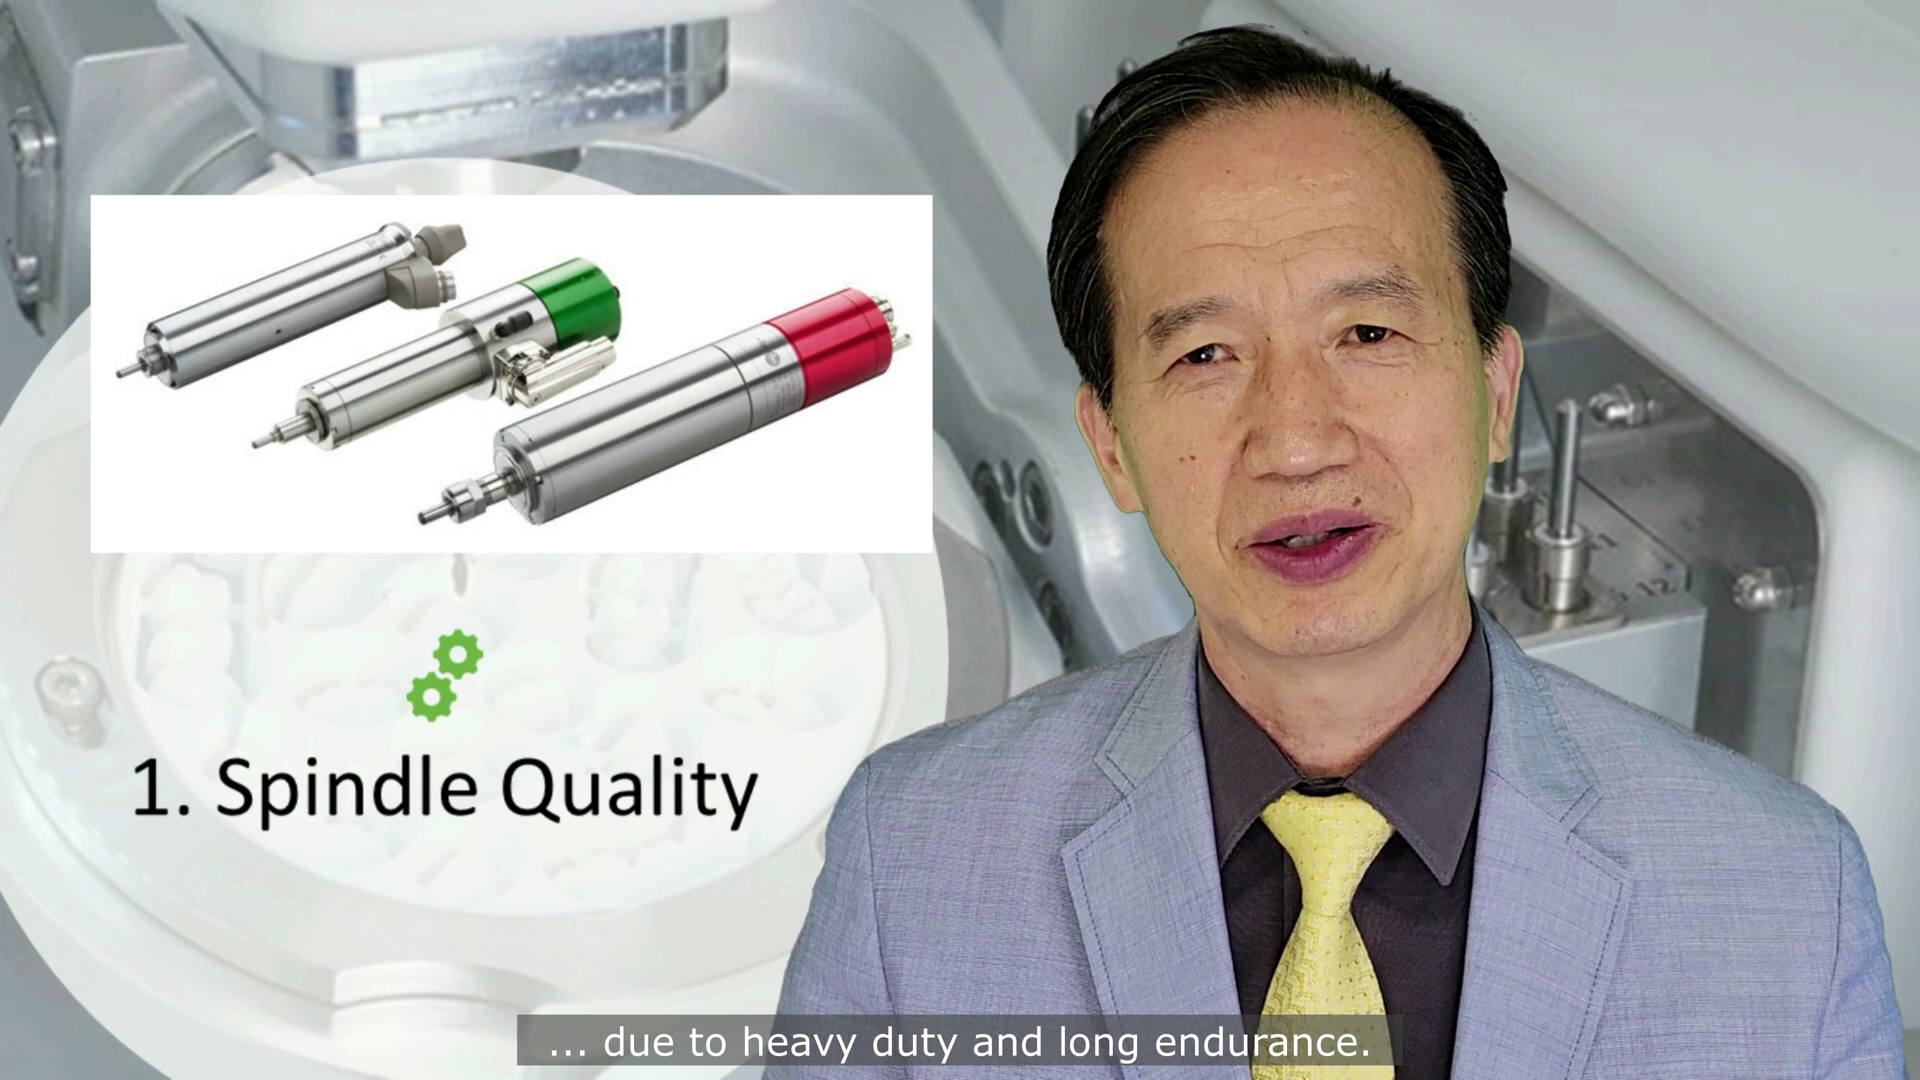 1. Spindle Quality
... due to heavy duty and long endurance.